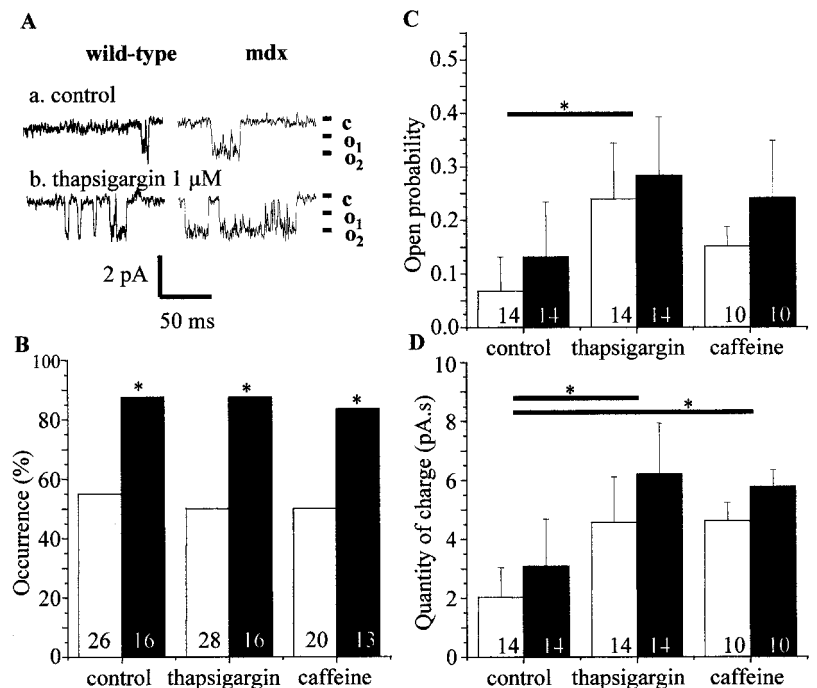 A
wild-type mdx
a. control
c
o1
o2
b. thapsigargin 1 μM
c
o1
o2
2 pA
50 ms
B
Occurrence (%)
100
80
60
40
20
0
* * *
26 16 28 16 20 13
control thapsigargin caffeine
C
Open probability
0.5
0.4
0.3
0.2
0.1
0.0
*
14 14 14 14 10 10
control thapsigargin caffeine
D
Quantity of charge (pA.s)
10
8
6
4
2
0
*
*
14 14 14 14 10 10
control thapsigargin caffeine